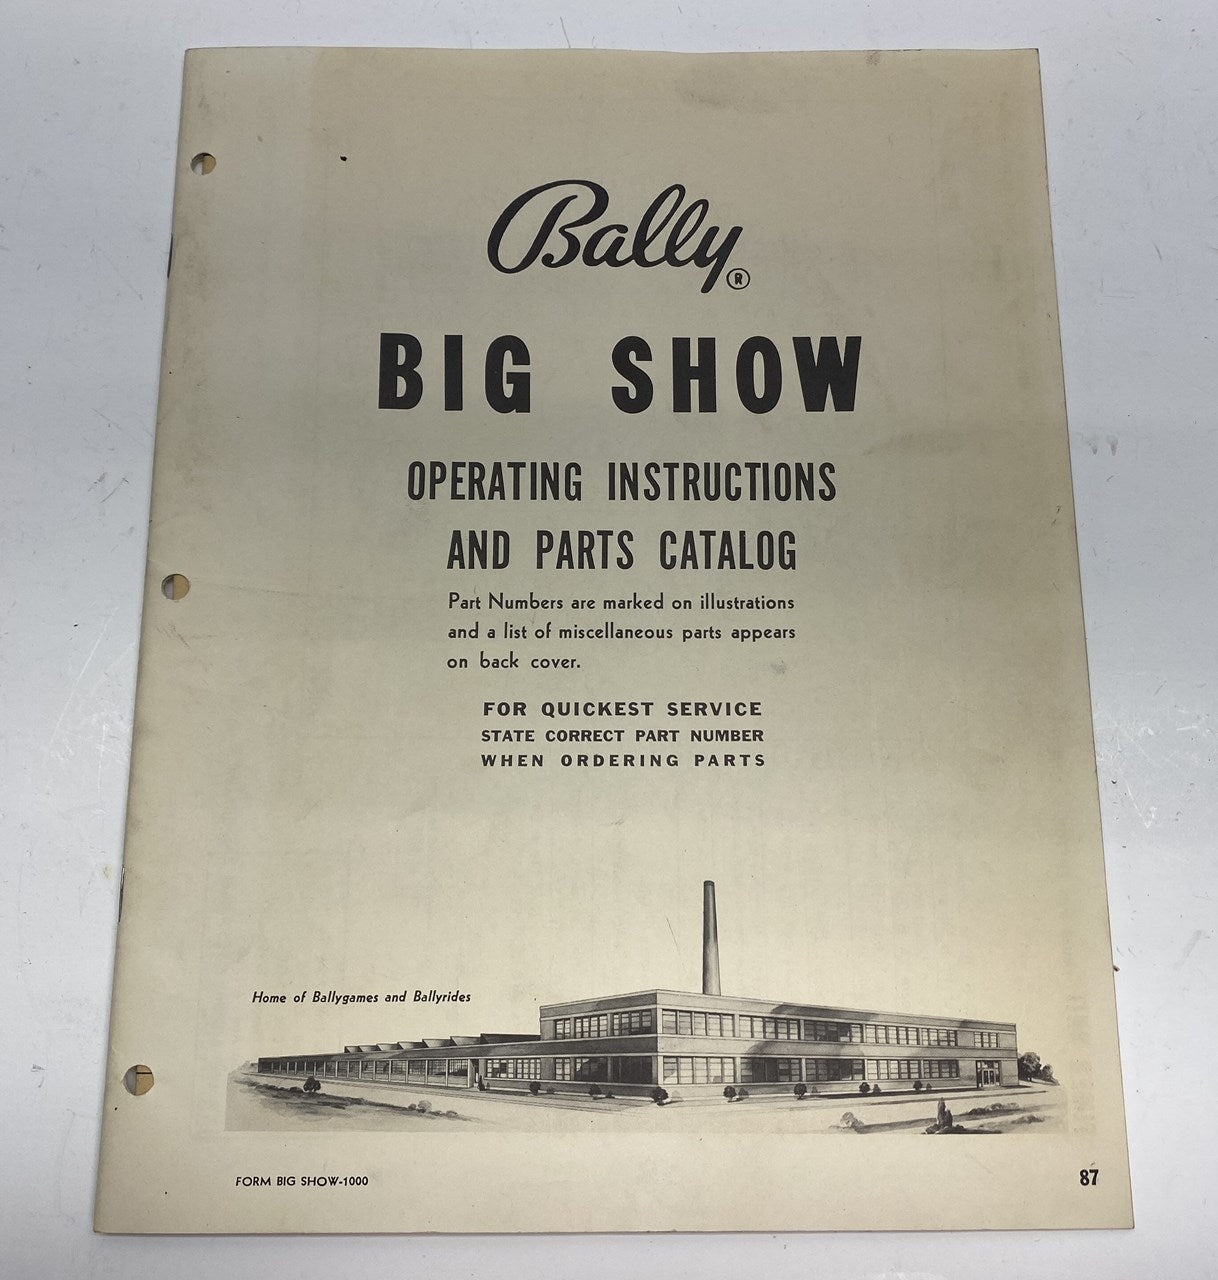 Bally®
BIG SHOW
OPERATING INSTRUCTIONS
AND PARTS CATALOG
Part Numbers are marked on illustrations
and a list of miscellaneous parts appears
on back cover.
FOR QUICKEST SERVICE
STATE CORRECT PART NUMBER
WHEN ORDERING PARTS
Home of Ballygames and Ballyrides
FORM BIG SHOW-1000
87